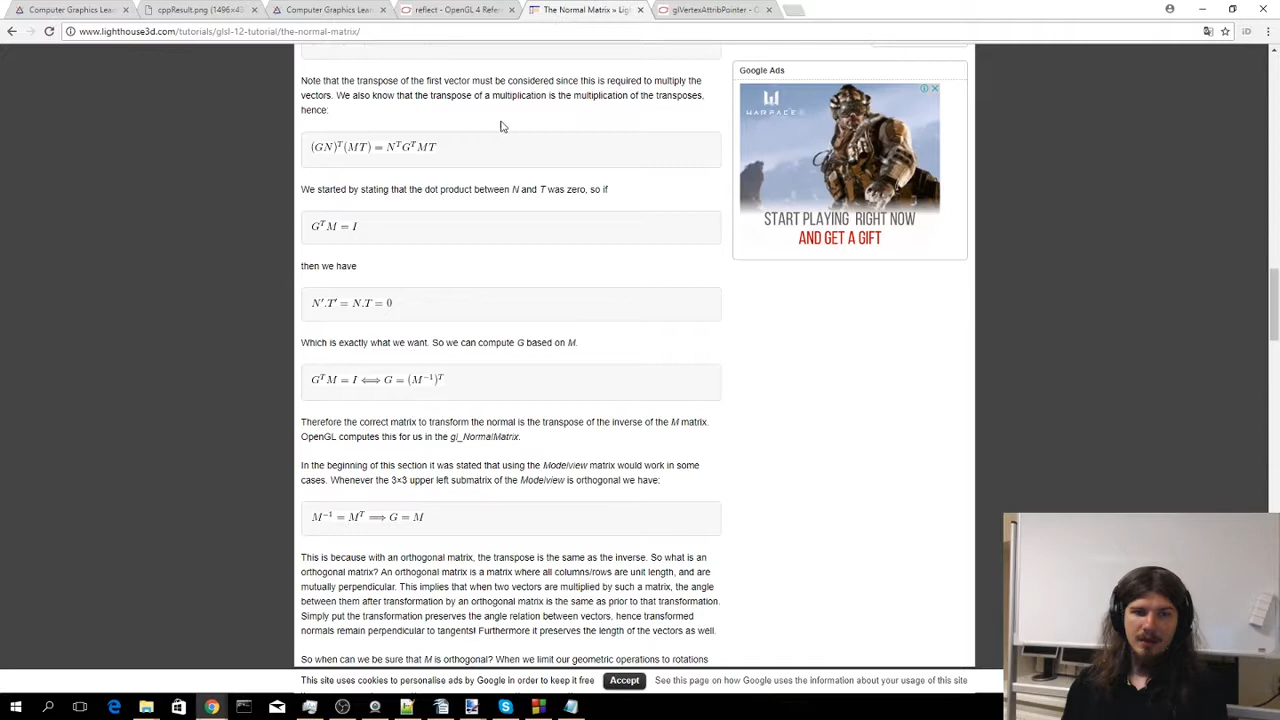 Computer Graphics Lea
cppResult.png (1496×43
Computer Graphics Lea
reflect - OpenGL 4 Refere
The Normal Matrix » Ligh
glVertexAttribPointer - O
www.lighthouse3d.com/tutorials/glsl-12-tutorial/the-normal-matrix/
Note that the transpose of the first vector must be considered since this is required to multiply the
vectors. We also know that the transpose of a multiplication is the multiplication of the transposes,
hence:
(GN)ᵀ(MT) = NᵀGᵀMT
We started by stating that the dot product between N and T was zero, so if
GᵀM = I
then we have
N′.T′ = N.T = 0
Which is exactly what we want. So we can compute G based on M.
GᵀM = I ⟺ G = (M⁻¹)ᵀ
Therefore the correct matrix to transform the normal is the transpose of the inverse of the M matrix.
OpenGL computes this for us in the gl_NormalMatrix.
In the beginning of this section it was stated that using the Modelview matrix would work in some
cases. Whenever the 3×3 upper left submatrix of the Modelview is orthogonal we have:
M⁻¹ = Mᵀ ⟹ G = M
This is because with an orthogonal matrix, the transpose is the same as the inverse. So what is an
orthogonal matrix? An orthogonal matrix is a matrix where all columns/rows are unit length, and are
mutually perpendicular. This implies that when two vectors are multiplied by such a matrix, the angle
between them after transformation by an orthogonal matrix is the same as prior to that transformation.
Simply put the transformation preserves the angle relation between vectors, hence transformed
normals remain perpendicular to tangents! Furthermore it preserves the length of the vectors as well.
So when can we be sure that M is orthogonal? When we limit our geometric operations to rotations
Google Ads
WARFACE
START PLAYING RIGHT NOW
AND GET A GIFT
This site uses cookies to personalise ads by Google in order to keep it free
Accept
See this page on how Google uses the information about your usage of this site